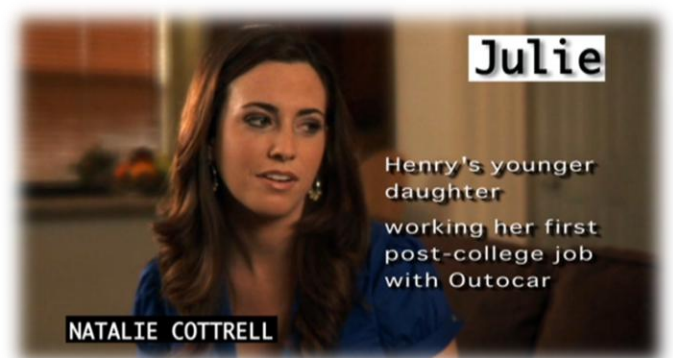 Julie
Henry's younger
daughter
working her first
post-college job
with Outocar
NATALIE COTTRELL